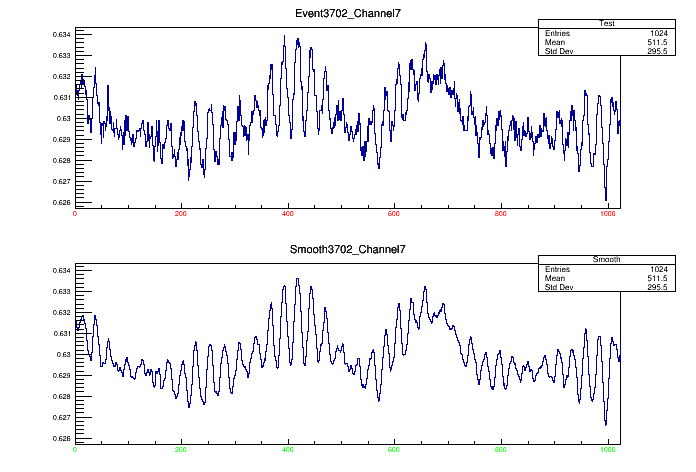 Event3702_Channel7
Test
Entries 1024
Mean 511.5
Std Dev 295.5
0.634
0.633
0.632
0.631
0.63
0.629
0.628
0.627
0.626
0 200 400 600 800 1000
Smooth3702_Channel7
Smooth
Entries 1024
Mean 511.5
Std Dev 295.5
0.634
0.633
0.632
0.631
0.63
0.629
0.628
0.627
0.626
0 200 400 600 800 1000